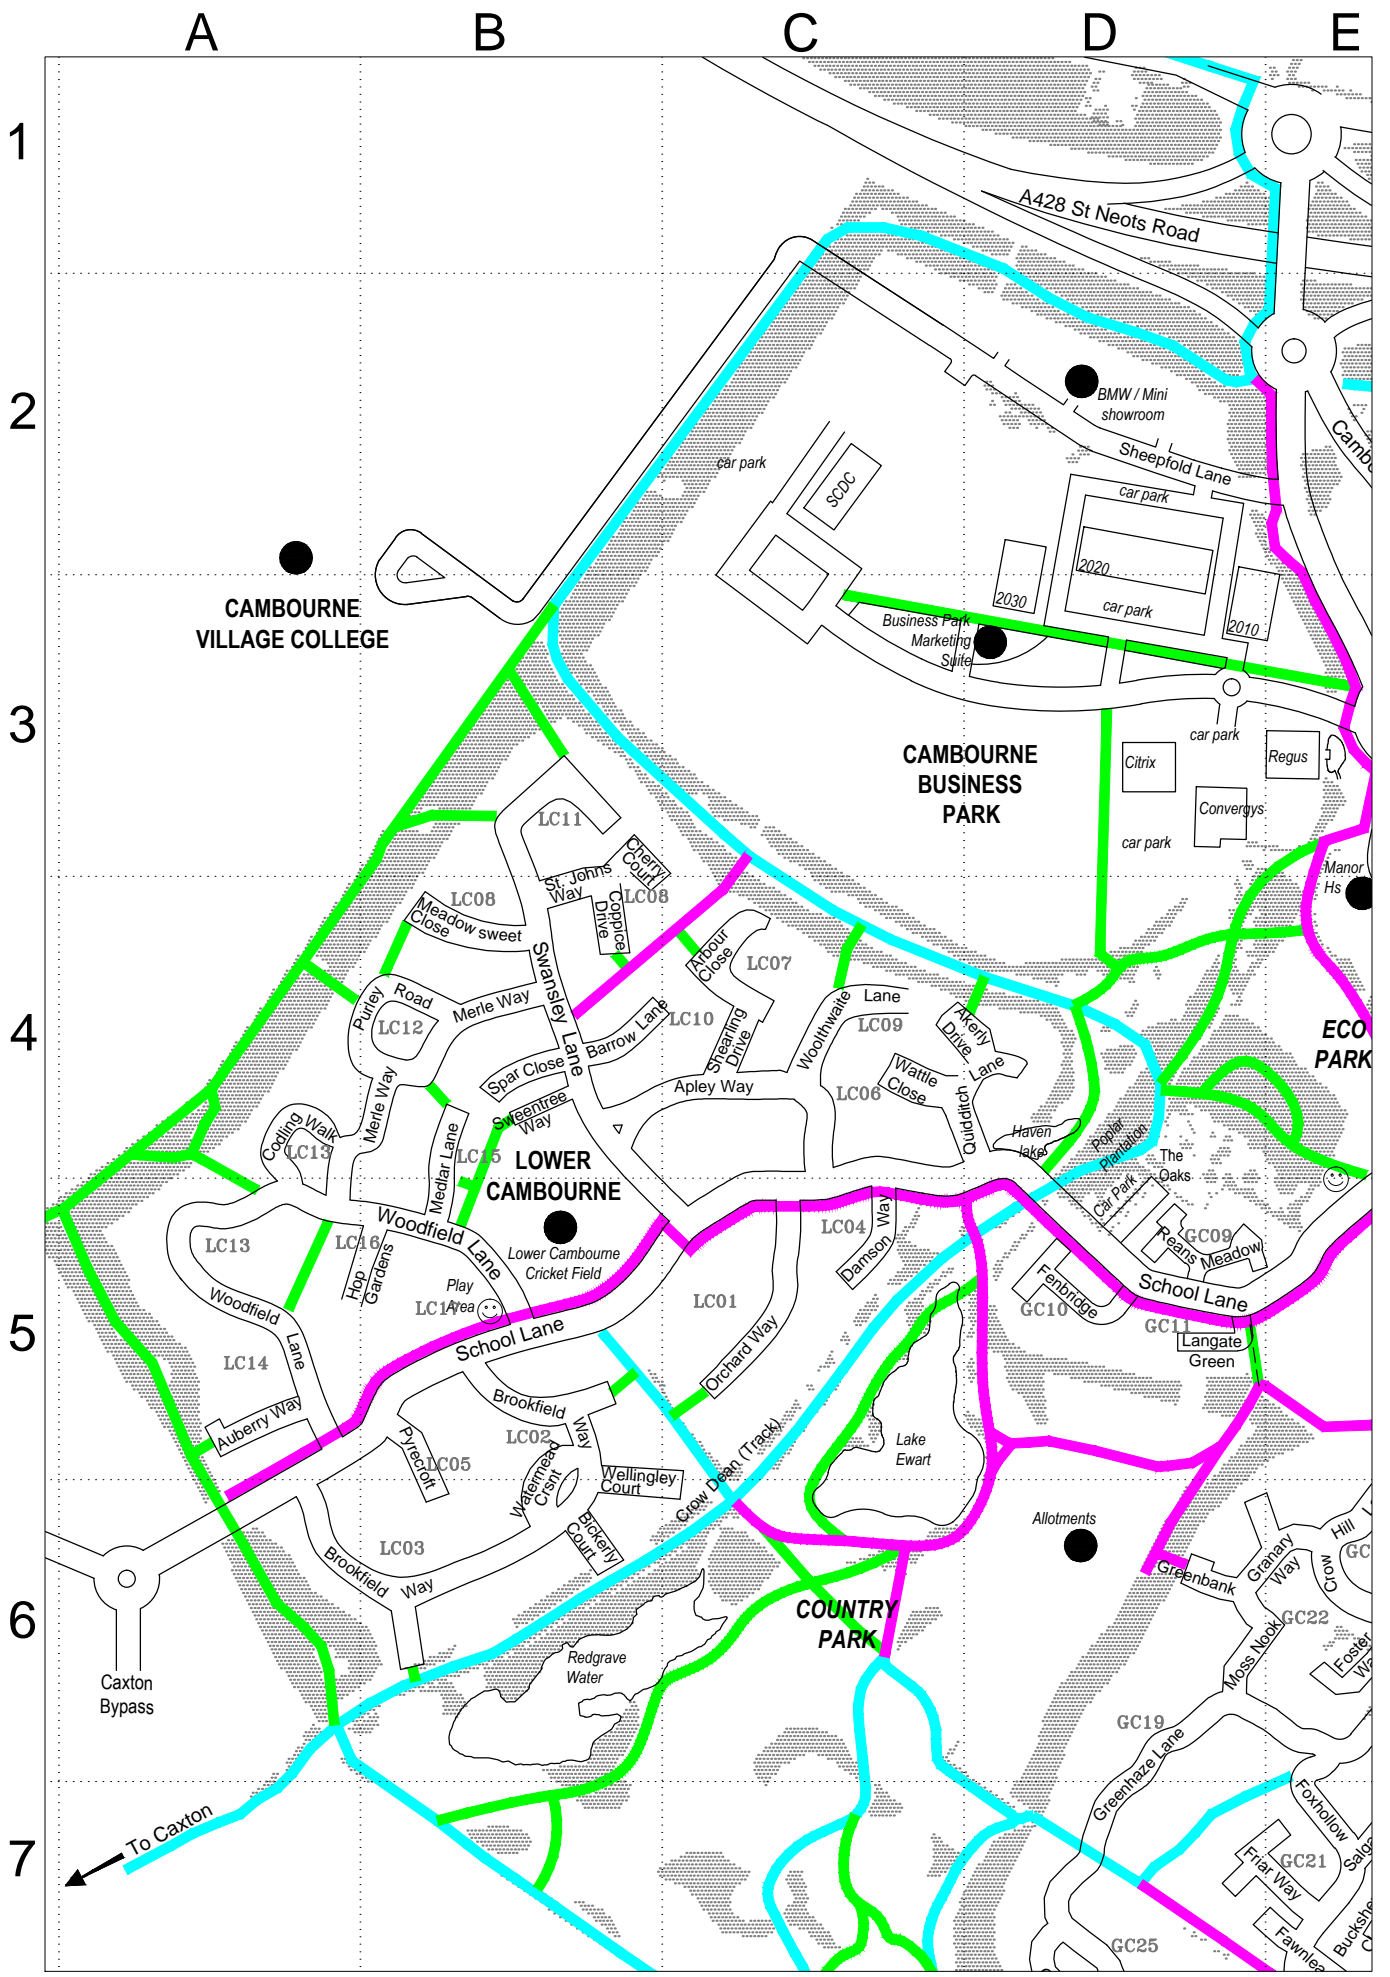 A
B
C
D
E
1
2
3
4
5
6
7
A428 St Neots Road
BMW / Mini
showroom
Sheepfold Lane
car park
SCDC
car park
2020
2030
car park
2010
Business Park
Marketing
Suite
CAMBOURNE
VILLAGE COLLEGE
CAMBOURNE
BUSINESS
PARK
car park
Citrix
Regus
Convergys
car park
Manor
Hs
ECO
PARK
LC11
Cherry
Court
St. Johns
Way
LC08
Coppice
Drive
LC08
Meadow sweet
Close
Swansley Lane
Arbour
Close
LC07
Purley
Road
Merle Way
LC12
LC10
Shearling
Drive
Woolthwaite
Lane
LC09
Akerly
Drive
Lane
Quidditch
Wattle
Close
LC06
Barrow Lane
Spar Close
Apley Way
Sweentree
Way
Merle Way
Codling Walk
LC13
Medlar Lane
LC15
LOWER
CAMBOURNE
Haven
lake
Poplar
Plantation
The
Oaks
Car Park
GC09
Reans
Meadow
LC13
LC16
Woodfield Lane
Hop
Gardens
Lower Cambourne
Cricket Field
Play
Area
LC17
LC04
Damson Way
LC01
Fenbridge
GC10
School Lane
GC11
Langate
Green
Woodfield
Lane
LC14
School Lane
Orchard Way
Auberry Way
Brookfield
Way
LC02
Pyrecroft
LC05
Watermead
Crsnt
Wellingley
Court
Crow Dean (Track)
Lake
Ewart
Bickerly
Court
LC03
Brookfield
Way
Allotments
Greenbank
Granary
Way
Crow
Hill
GC22
Moss Nook
Foster
COUNTRY
PARK
Redgrave
Water
Caxton
Bypass
GC19
Greenhaze Lane
To Caxton
Foxhollow
GC21
Friar Way
GC25